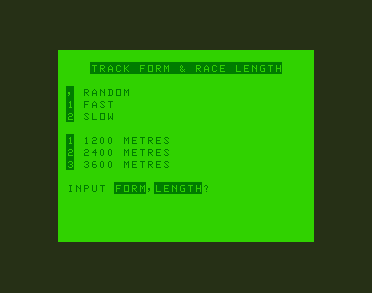 TRACK FORM & RACE LENGTH
, RANDOM
1 FAST
2 SLOW
1 1200 METRES
2 2400 METRES
3 3600 METRES
INPUT FORM,LENGTH?